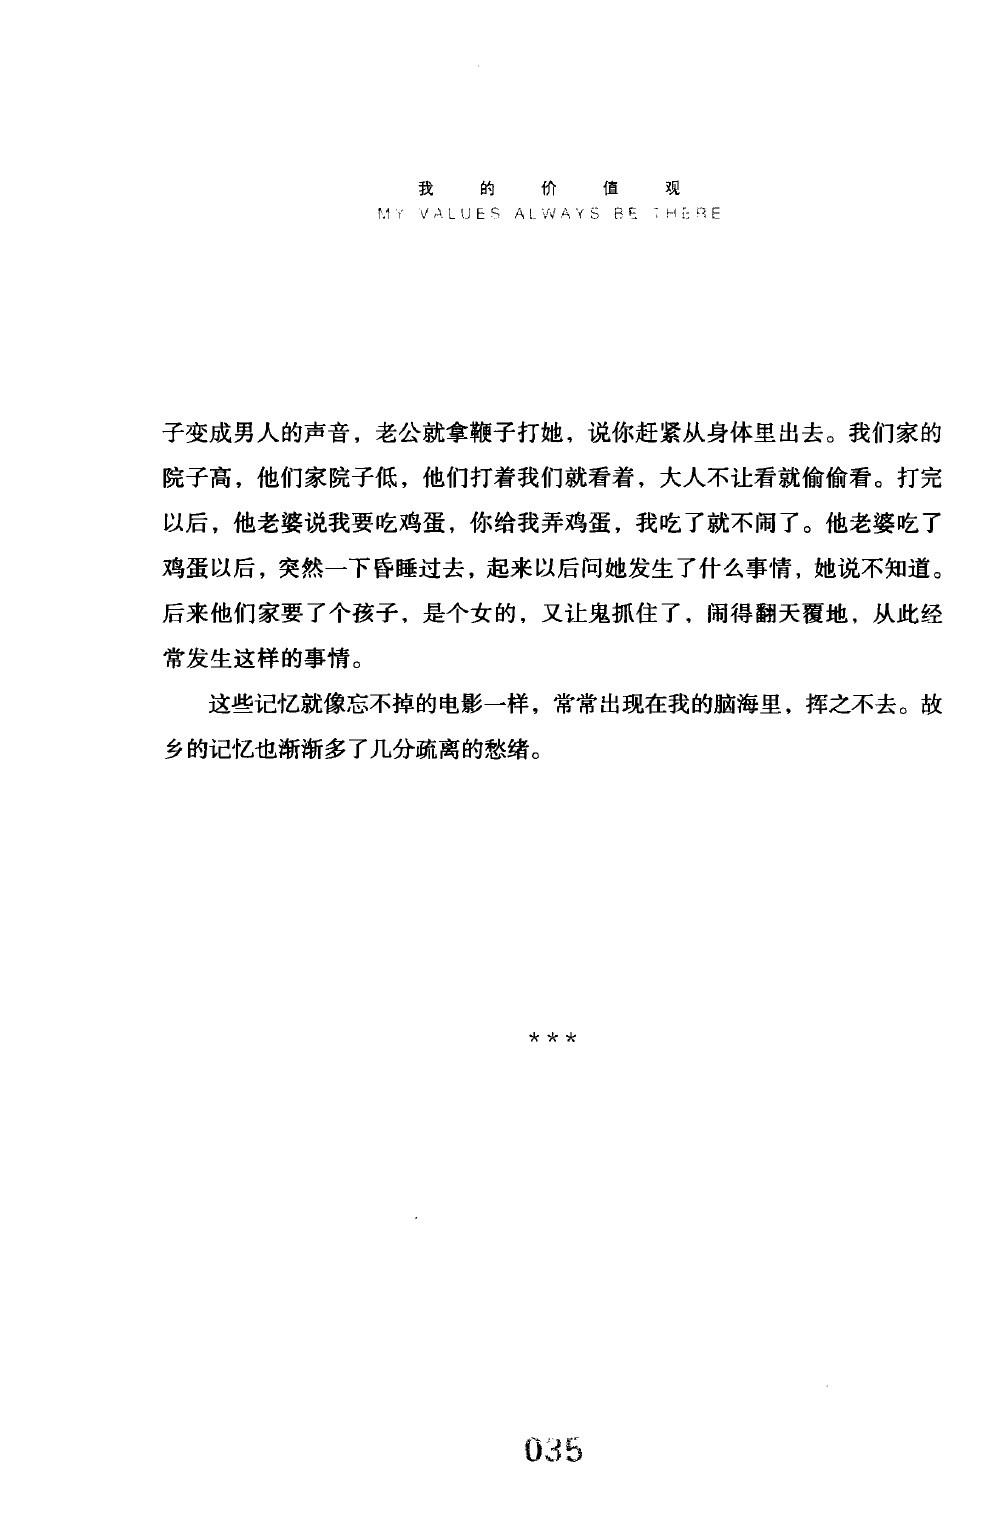 我的价值观
MY VALUES ALWAYS BE THERE
子变成男人的声音，老公就拿鞭子打她，说你赶紧从身体里出去。我们家的
院子高，他们家院子低，他们打着我们就看着，大人不让看就偷偷看。打完
以后，他老婆说我要吃鸡蛋，你给我弄鸡蛋，我吃了就不闹了。他老婆吃了
鸡蛋以后，突然一下昏睡过去，起来以后问她发生了什么事情，她说不知道。
后来他们家要了个孩子，是个女的，又让鬼抓住了，闹得翻天覆地，从此经
常发生这样的事情。
这些记忆就像忘不掉的电影一样，常常出现在我的脑海里，挥之不去。故
乡的记忆也渐渐多了几分疏离的愁绪。
***
035